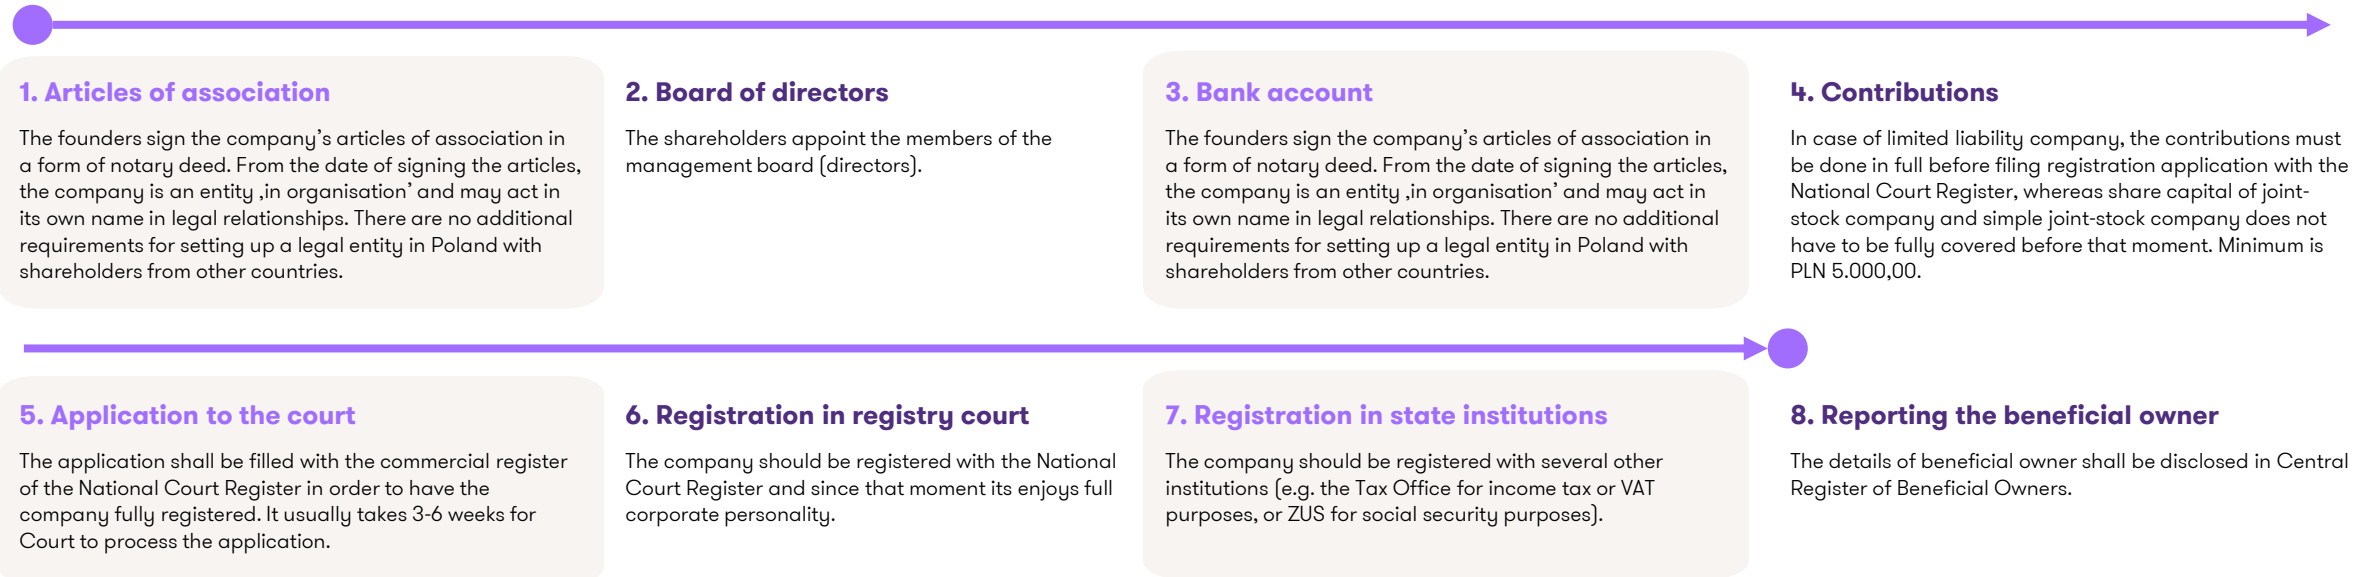 1. Articles of association
The founders sign the company’s articles of association in
a form of notary deed. From the date of signing the articles,
the company is an entity ‚in organisation’ and may act in
its own name in legal relationships. There are no additional
requirements for setting up a legal entity in Poland with
shareholders from other countries.
2. Board of directors
The shareholders appoint the members of the
management board (directors).
3. Bank account
The founders sign the company’s articles of association in
a form of notary deed. From the date of signing the articles,
the company is an entity ‚in organisation’ and may act in
its own name in legal relationships. There are no additional
requirements for setting up a legal entity in Poland with
shareholders from other countries.
4. Contributions
In case of limited liability company, the contributions must
be done in full before filing registration application with the
National Court Register, whereas share capital of joint-
stock company and simple joint-stock company does not
have to be fully covered before that moment. Minimum is
PLN 5.000,00.
5. Application to the court
The application shall be filled with the commercial register
of the National Court Register in order to have the
company fully registered. It usually takes 3-6 weeks for
Court to process the application.
6. Registration in registry court
The company should be registered with the National
Court Register and since that moment its enjoys full
corporate personality.
7. Registration in state institutions
The company should be registered with several other
institutions (e.g. the Tax Office for income tax or VAT
purposes, or ZUS for social security purposes).
8. Reporting the beneficial owner
The details of beneficial owner shall be disclosed in Central
Register of Beneficial Owners.